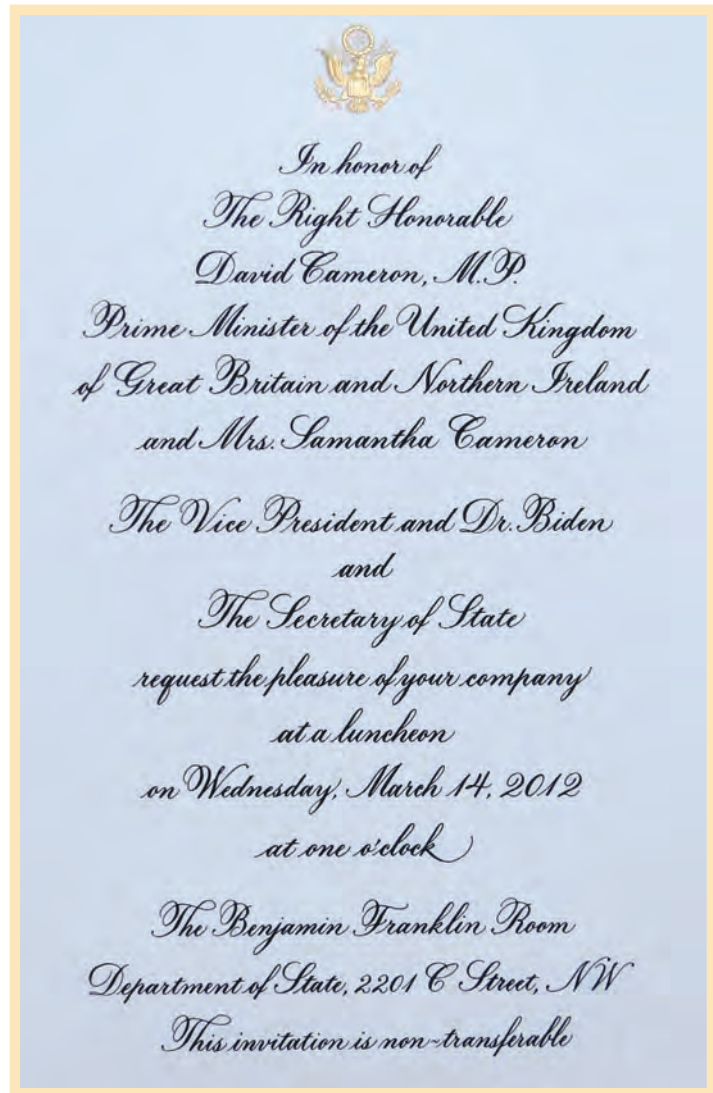 In honor of
The Right Honorable
David Cameron, M.P.
Prime Minister of the United Kingdom
of Great Britain and Northern Ireland
and Mrs. Samantha Cameron
The Vice President and Dr. Biden
and
The Secretary of State
request the pleasure of your company
at a luncheon
on Wednesday, March 14, 2012
at one o'clock
The Benjamin Franklin Room
Department of State, 2201 C Street, NW
This invitation is non-transferable